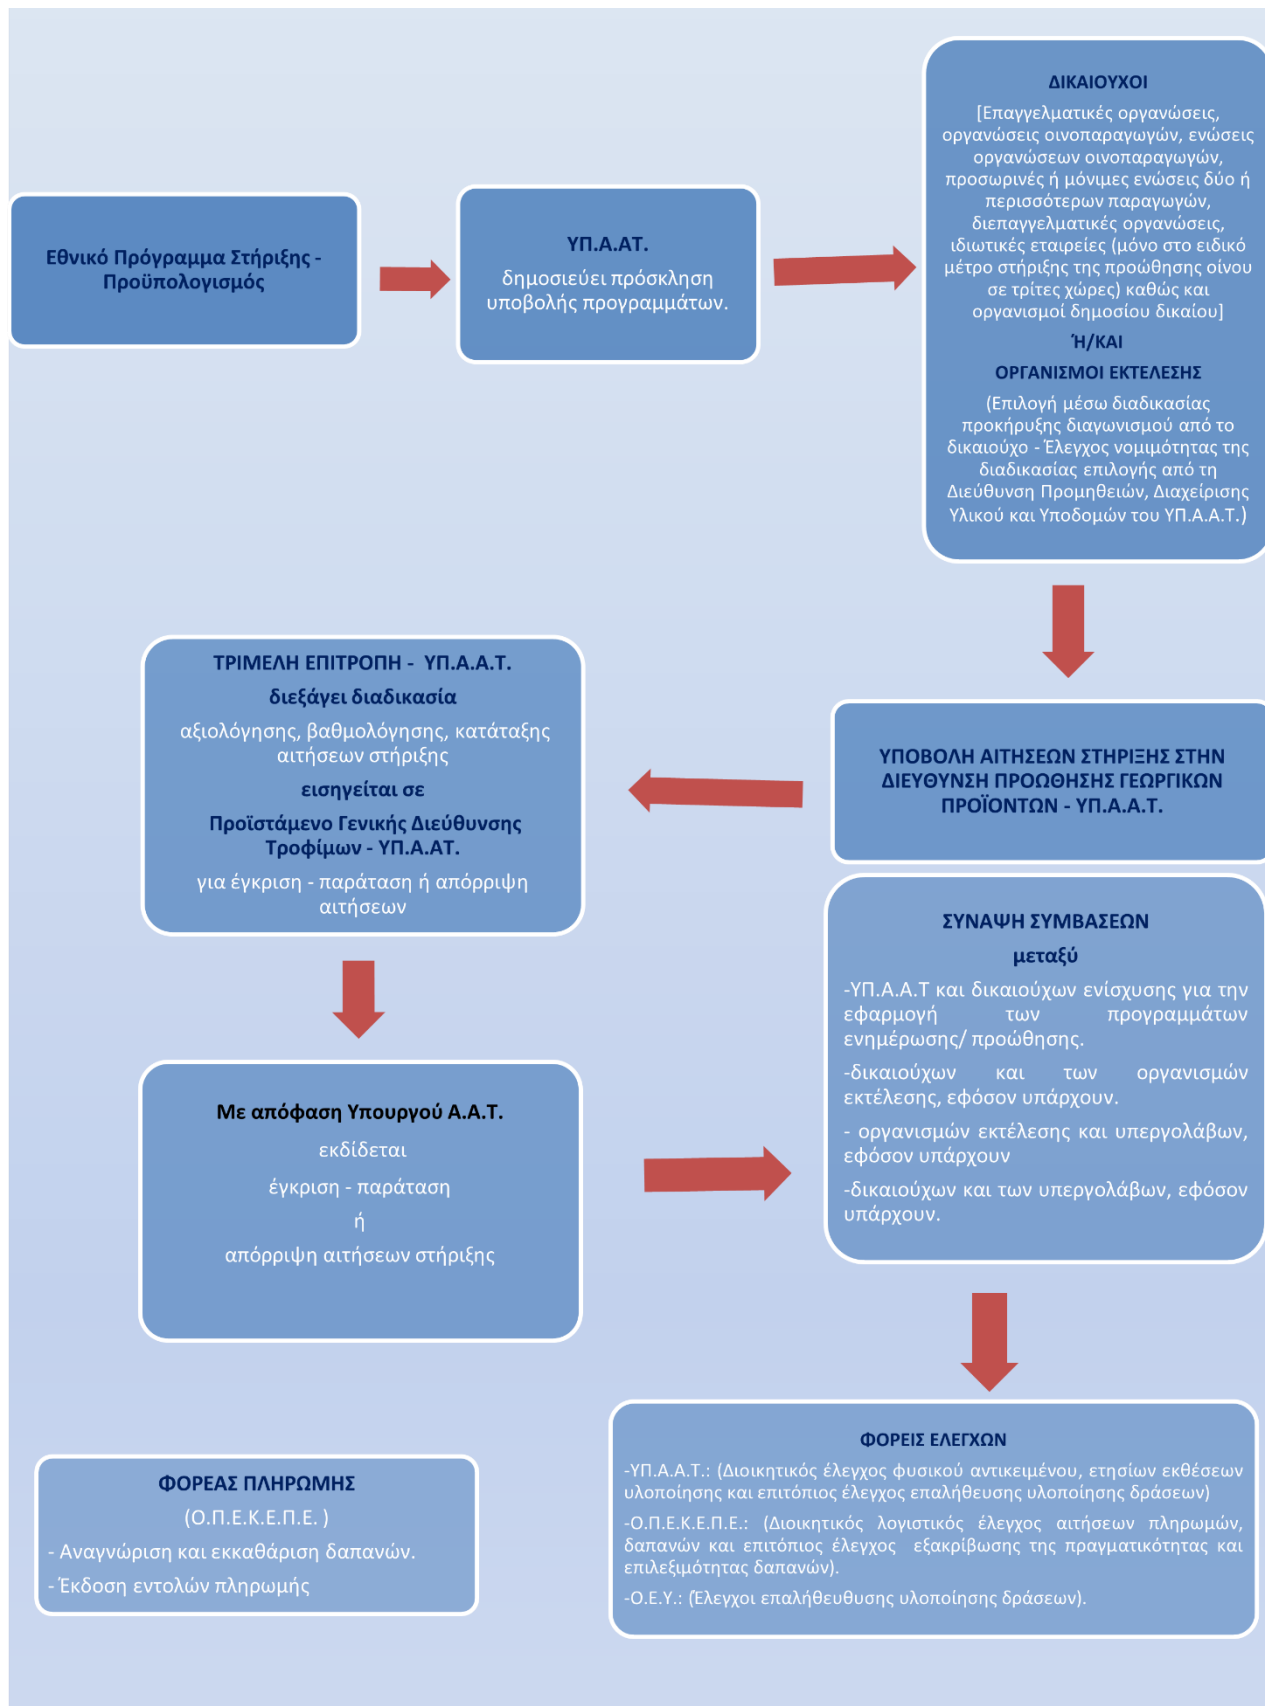 Εθνικό Πρόγραμμα Στήριξης -
Προϋπολογισμός
ΥΠ.Α.ΑΤ.
δημοσιεύει πρόσκληση
υποβολής προγραμμάτων.
ΔΙΚΑΙΟΥΧΟΙ
[Επαγγελματικές οργανώσεις,
οργανώσεις οινοπαραγωγών, ενώσεις
οργανώσεων οινοπαραγωγών,
προσωρινές ή μόνιμες ενώσεις δύο ή
περισσότερων παραγωγών,
διεπαγγελματικές οργανώσεις,
ιδιωτικές εταιρείες (μόνο στο ειδικό
μέτρο στήριξης της προώθησης οίνου
σε τρίτες χώρες) καθώς και
οργανισμοί δημοσίου δικαίου]
Ή/ΚΑΙ
ΟΡΓΑΝΙΣΜΟΙ ΕΚΤΕΛΕΣΗΣ
(Επιλογή μέσω διαδικασίας
προκήρυξης διαγωνισμού από το
δικαιούχο - Έλεγχος νομιμότητας της
διαδικασίας επιλογής από τη
Διεύθυνση Προμηθειών, Διαχείρισης
Υλικού και Υποδομών του ΥΠ.Α.Α.Τ.)
ΥΠΟΒΟΛΗ ΑΙΤΗΣΕΩΝ ΣΤΗΡΙΞΗΣ ΣΤΗΝ
ΔΙΕΥΘΥΝΣΗ ΠΡΟΩΘΗΣΗΣ ΓΕΩΡΓΙΚΩΝ
ΠΡΟΪΟΝΤΩΝ - ΥΠ.Α.Α.Τ.
ΤΡΙΜΕΛΗ ΕΠΙΤΡΟΠΗ - ΥΠ.Α.Α.Τ.
διεξάγει διαδικασία
αξιολόγησης, βαθμολόγησης, κατάταξης
αιτήσεων στήριξης
εισηγείται σε
Προϊστάμενο Γενικής Διεύθυνσης
Τροφίμων - ΥΠ.Α.ΑΤ.
για έγκριση - παράταση ή απόρριψη
αιτήσεων
Με απόφαση Υπουργού Α.Α.Τ.
εκδίδεται
έγκριση - παράταση
ή
απόρριψη αιτήσεων στήριξης
ΣΥΝΑΨΗ ΣΥΜΒΑΣΕΩΝ
μεταξύ
-ΥΠ.Α.Α.Τ και δικαιούχων ενίσχυσης για την
εφαρμογή των προγραμμάτων
ενημέρωσης/ προώθησης.
-δικαιούχων και των οργανισμών
εκτέλεσης, εφόσον υπάρχουν.
- οργανισμών εκτέλεσης και υπεργολάβων,
εφόσον υπάρχουν
-δικαιούχων και των υπεργολάβων, εφόσον
υπάρχουν.
ΦΟΡΕΙΣ ΕΛΕΓΧΩΝ
-ΥΠ.Α.Α.Τ.: (Διοικητικός έλεγχος φυσικού αντικειμένου, ετησίων εκθέσεων
υλοποίησης και επιτόπιος έλεγχος επαλήθευσης υλοποίησης δράσεων)
-Ο.Π.Ε.Κ.Ε.Π.Ε.: (Διοικητικός λογιστικός έλεγχος αιτήσεων πληρωμών,
δαπανών και επιτόπιος έλεγχος εξακρίβωσης της πραγματικότητας και
επιλεξιμότητας δαπανών).
-Ο.Ε.Υ.: (Έλεγχοι επαλήθευθυσης υλοποίησης δράσεων).
ΦΟΡΕΑΣ ΠΛΗΡΩΜΗΣ
(Ο.Π.Ε.Κ.Ε.Π.Ε. )
- Αναγνώριση και εκκαθάριση δαπανών.
- Έκδοση εντολών πληρωμής